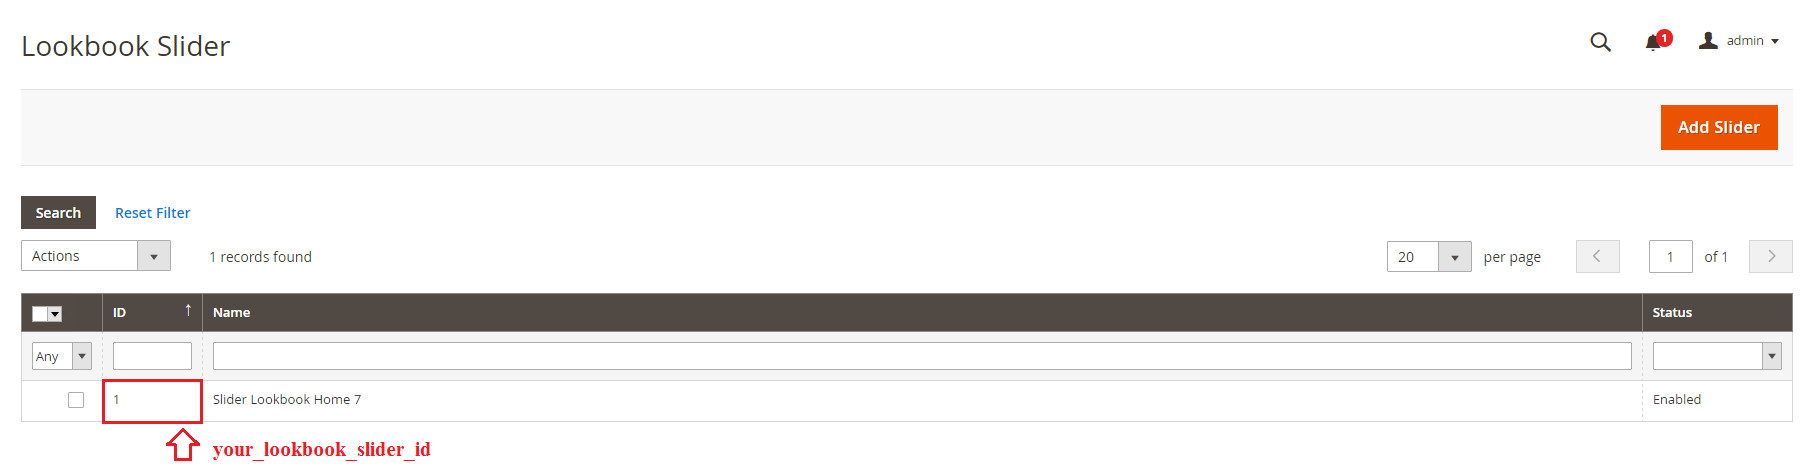 Lookbook Slider
1
admin
Add Slider
Search
Reset Filter
Actions
1 records found
20
per page
1
of 1
ID
↑
Name
Status
Any
1
Slider Lookbook Home 7
Enabled
your_lookbook_slider_id